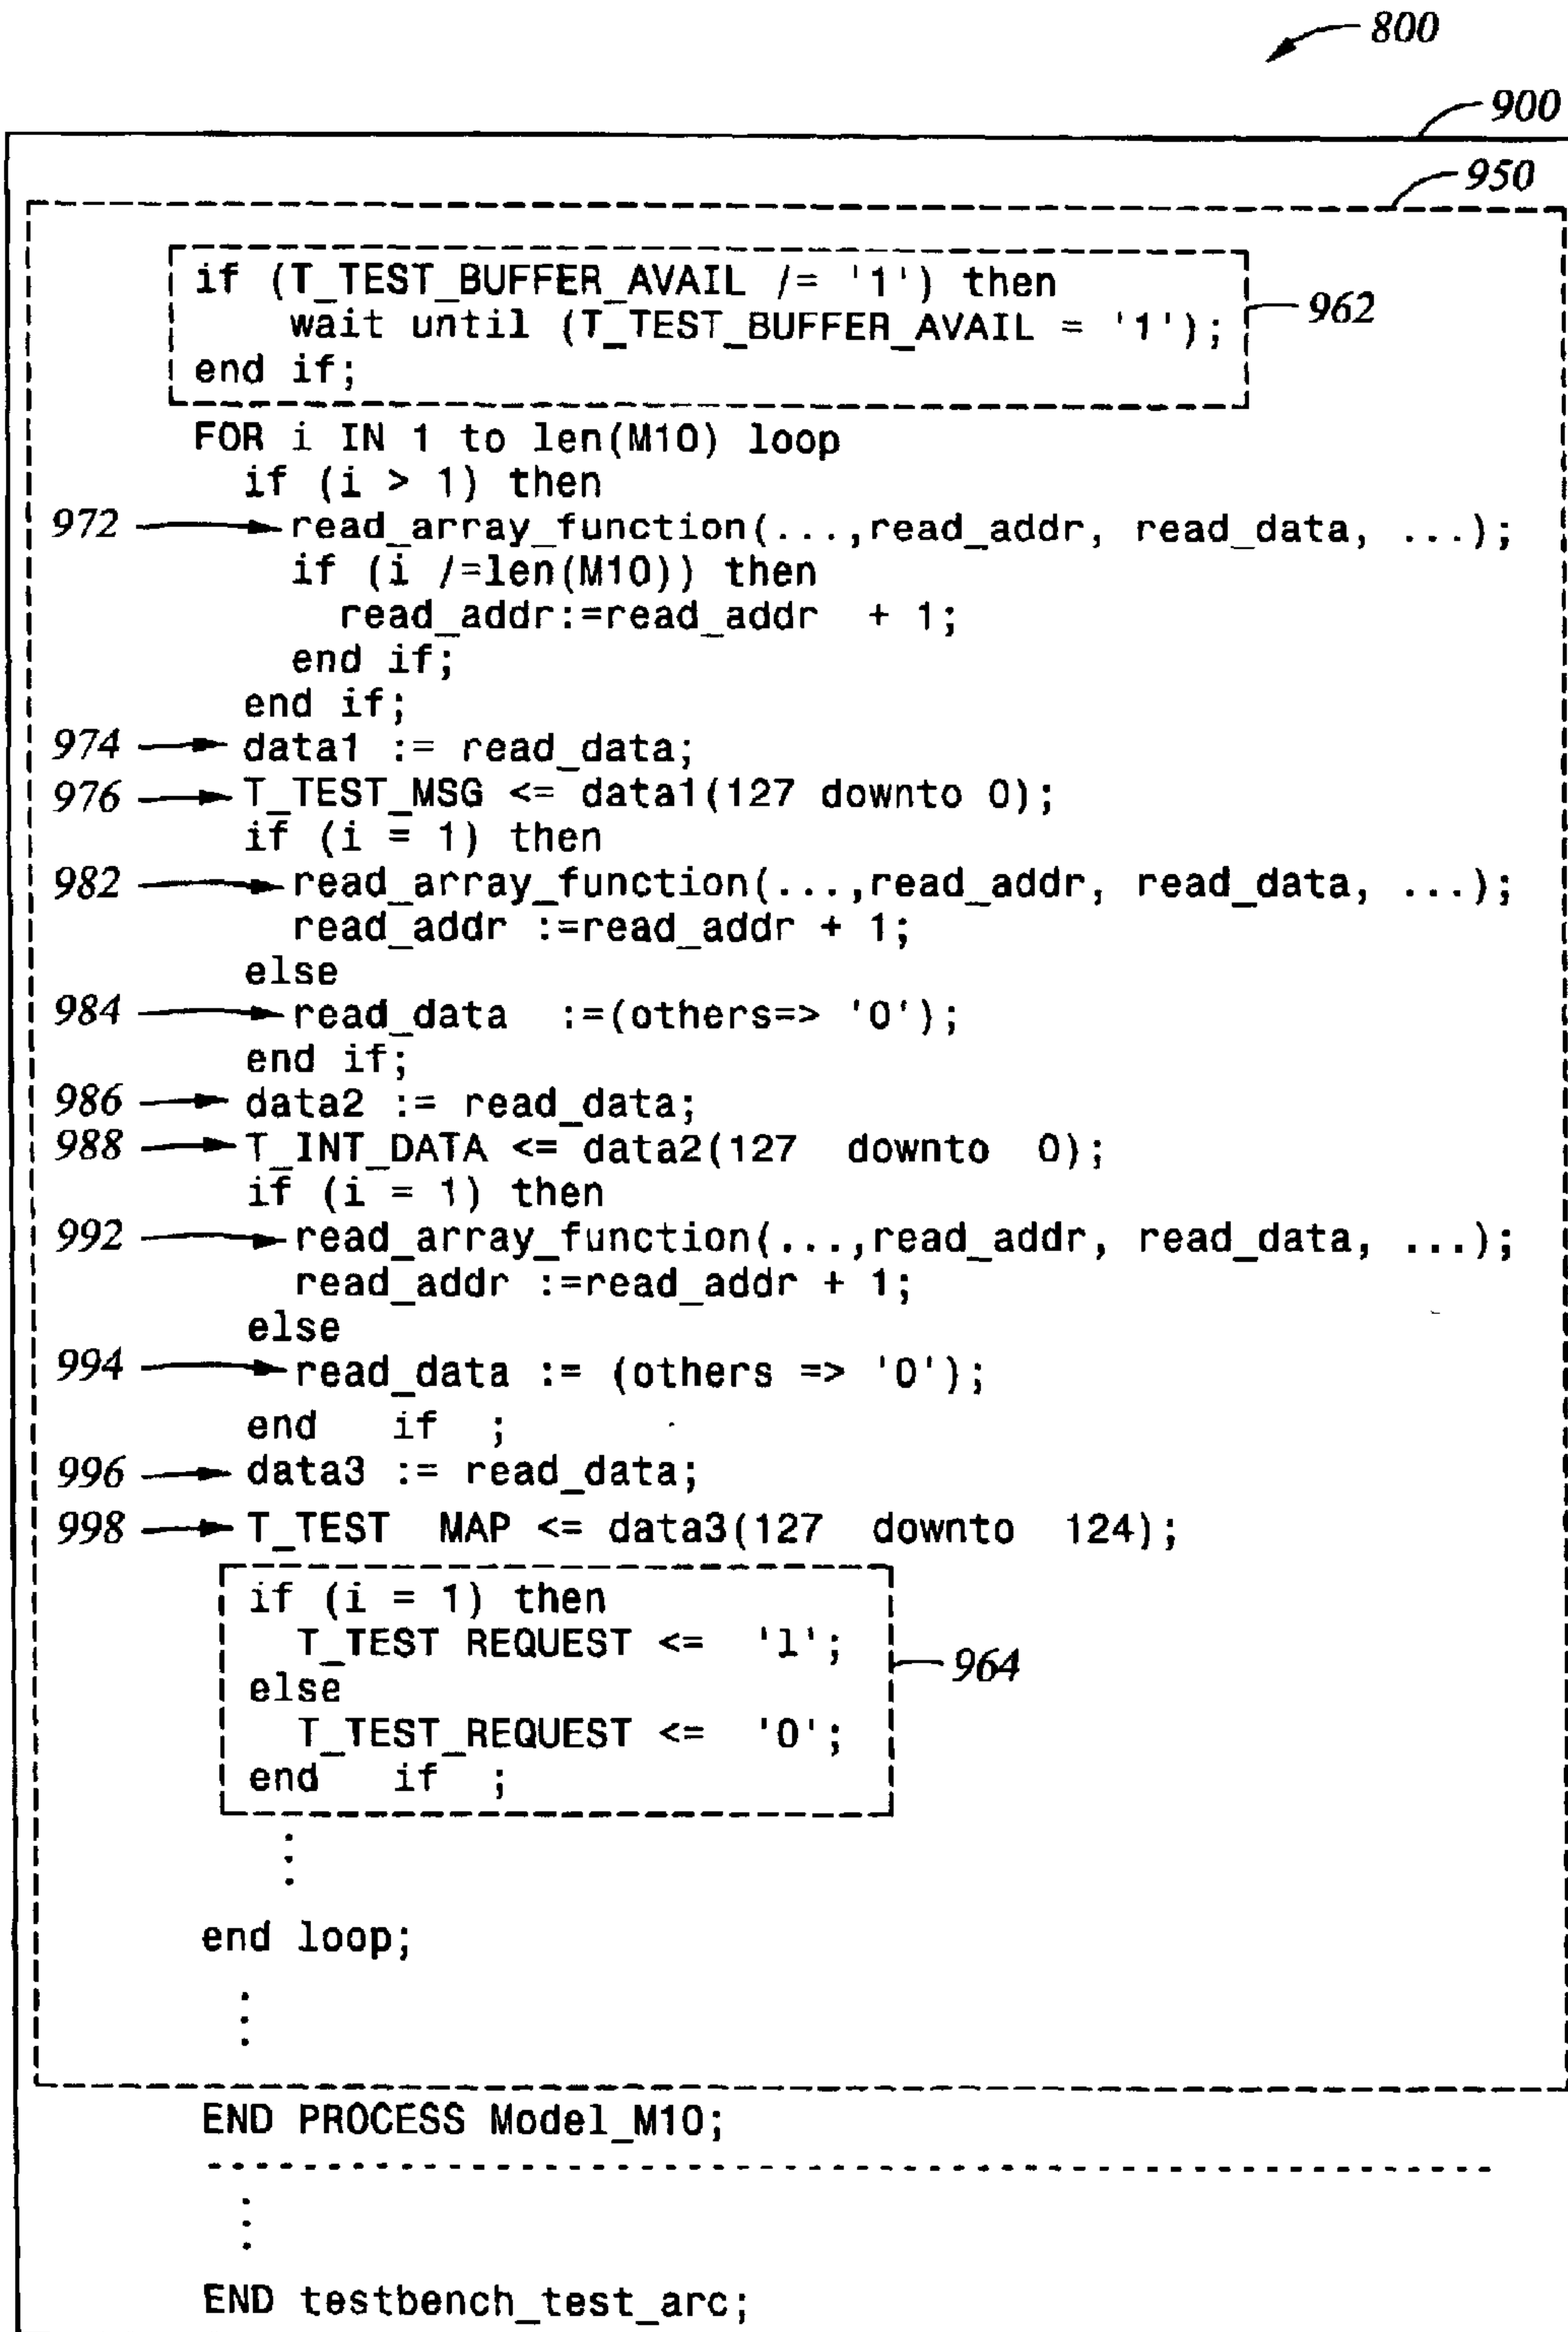 800
900
950
if (T_TEST_BUFFER_AVAIL /= '1') then
wait until (T_TEST_BUFFER_AVAIL = '1'); 962
end if;
FOR i IN 1 to len(M10) loop
if (i > 1) then
972 read_array_function(...,read_addr, read_data, ...);
if (i /=len(M10)) then
read_addr:=read_addr + 1;
end if;
end if;
974 data1 := read_data;
976 T_TEST_MSG <= data1(127 downto 0);
if (i = 1) then
982 read_array_function(...,read_addr, read_data, ...);
read_addr :=read_addr + 1;
else
984 read_data :=(others=> '0');
end if;
986 data2 := read_data;
988 T_INT_DATA <= data2(127 downto 0);
if (i = 1) then
992 read_array_function(...,read_addr, read_data, ...);
read_addr :=read_addr + 1;
else
994 read_data := (others => '0');
end if ;
996 data3 := read_data;
998 T_TEST MAP <= data3(127 downto 124);
if (i = 1) then
T_TEST REQUEST <= '1';
else 964
T_TEST_REQUEST <= '0';
end if ;
end loop;
END PROCESS Model_M10;
END testbench_test_arc;